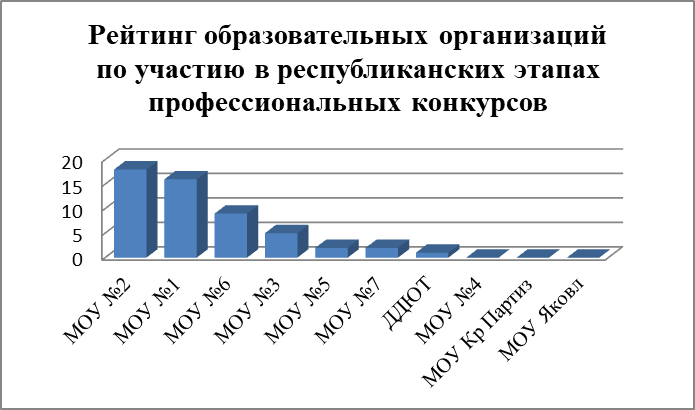 Рейтинг образовательных организаций
по участию в республиканских этапах
профессиональных конкурсов
20
15
10
5
0
МОУ №2
МОУ №1
МОУ №6
МОУ №3
МОУ №5
МОУ №7
ДДЮТ
МОУ №4
МОУ Кр Партиз
МОУ Яковл